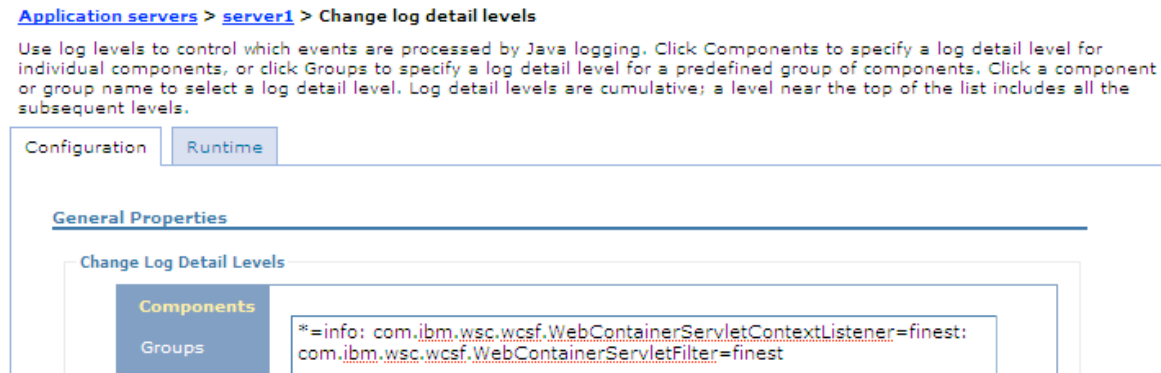 Application servers > server1 > Change log detail levels
Use log levels to control which events are processed by Java logging. Click Components to specify a log detail level for
individual components, or click Groups to specify a log detail level for a predefined group of components. Click a component
or group name to select a log detail level. Log detail levels are cumulative; a level near the top of the list includes all the
subsequent levels.
Configuration Runtime
General Properties
Change Log Detail Levels
Components
*=info: com.ibm.wsc.wcsf.WebContainerServletContextListener=finest:
Groups
com.ibm.wsc.wcsf.WebContainerServletFilter=finest